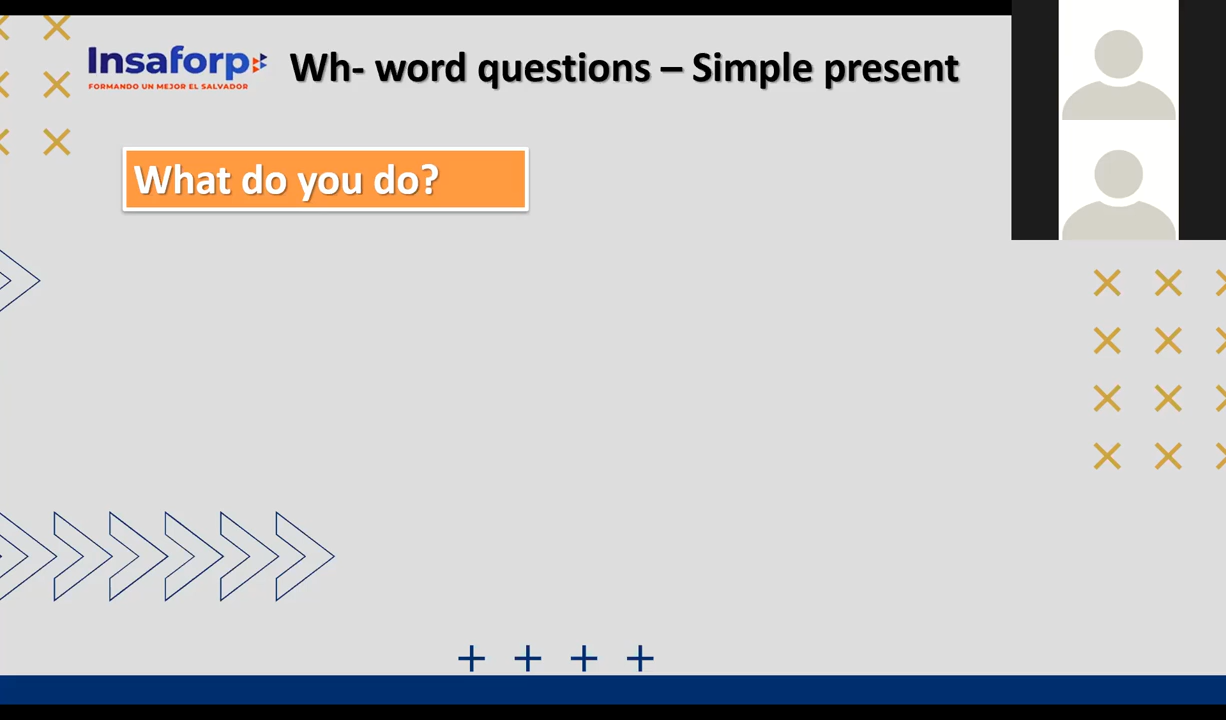 Insaforp
FORMANDO UN MEJOR EL SALVADOR
Wh- word questions – Simple present
What do you do?